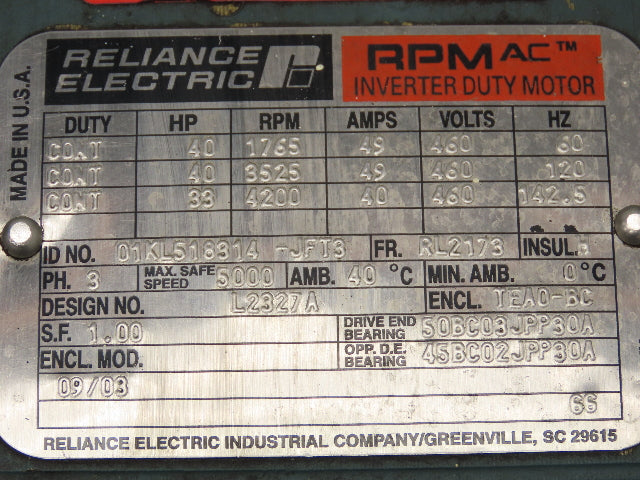 RELIANCE ELECTRIC
RPM AC™
INVERTER DUTY MOTOR
MADE IN U.S.A.
DUTY HP RPM AMPS VOLTS HZ
CONT 40 1765 49 460 60
CONT 40 3525 49 460 120
CONT 33 4200 40 460 142.5
ID NO. 01KL518314 -JFT3 FR. RL2173 INSUL.
PH. 3 MAX. SAFE SPEED 5000 AMB. 40 °C MIN. AMB. 0°C
DESIGN NO. L2327A ENCL. TEAO-BC
S.F. 1.00 DRIVE END BEARING 50BC03JPP30A
ENCL. MOD. OPP. D.E. BEARING 45BC02JPP30A
09/03
66
RELIANCE ELECTRIC INDUSTRIAL COMPANY/GREENVILLE, SC 29615